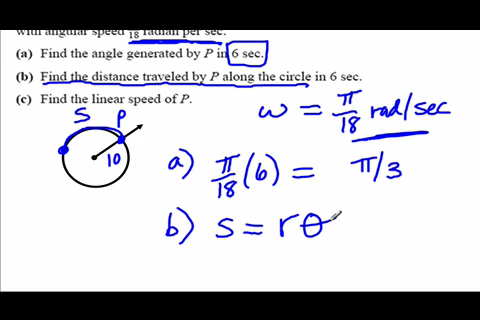 with angular speed π/18 radian per sec.
(a) Find the angle generated by P in 6 sec.
(b) Find the distance traveled by P along the circle in 6 sec.
(c) Find the linear speed of P.
S P
10
ω = π/18 rad/sec
a) π/18 (6) = π/3
b) s = rθ